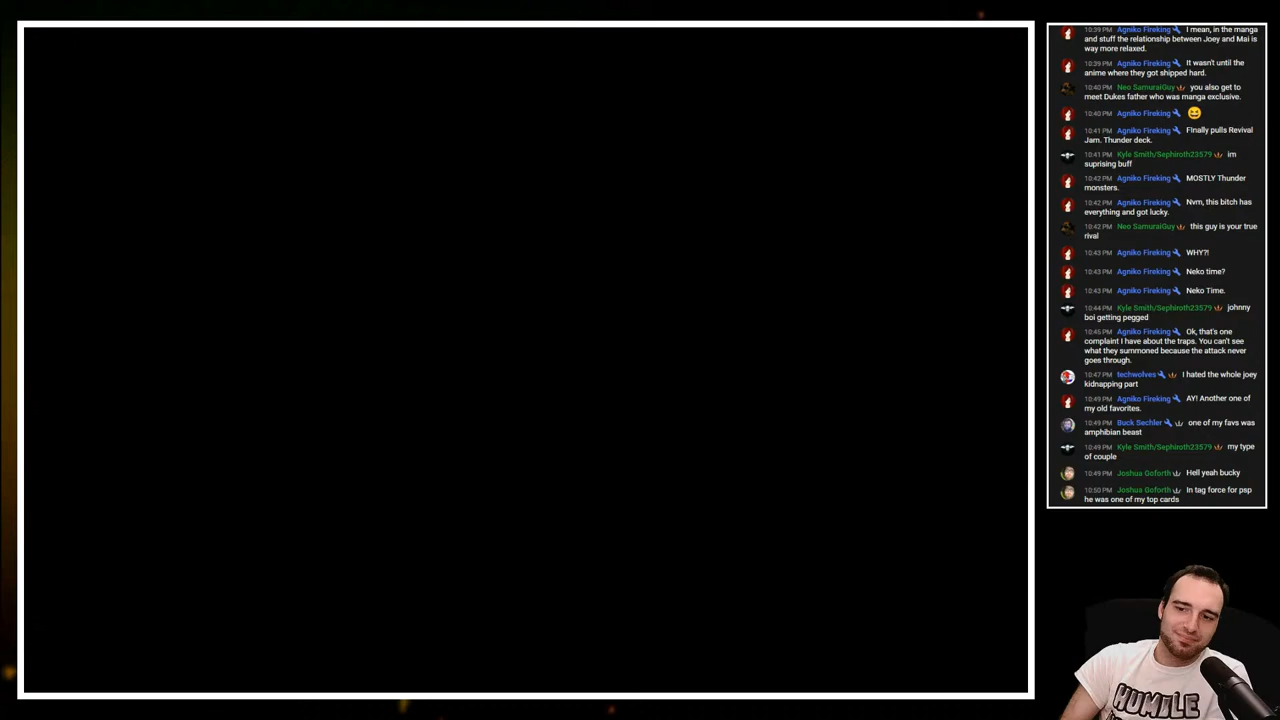 10:39 PM Agniko Fireking I mean, in the manga
and stuff the relationship between Joey and Mai is
way more relaxed.
10:39 PM Agniko Fireking It wasn't until the
anime where they got shipped hard.
10:40 PM Neo SamuraiGuy you also get to
meet Dukes father who was manga exclusive.
10:40 PM Agniko Fireking 😆
10:41 PM Agniko Fireking FInally pulls Revival
Jam. Thunder deck.
10:41 PM Kyle Smith/Sephiroth23579 im
suprising buff
10:42 PM Agniko Fireking MOSTLY Thunder
monsters.
10:42 PM Agniko Fireking Nvm, this bitch has
everything and got lucky.
10:42 PM Neo SamuraiGuy this guy is your true
rival
10:43 PM Agniko Fireking WHY?!
10:43 PM Agniko Fireking Neko time?
10:43 PM Agniko Fireking Neko Time.
10:44 PM Kyle Smith/Sephiroth23579 johnny
boi getting pegged
10:45 PM Agniko Fireking Ok, that's one
complaint I have about the traps. You can't see
what they summoned because the attack never
goes through.
10:47 PM techwolves I hated the whole joey
kidnapping part
10:49 PM Agniko Fireking AY! Another one of
my old favorites.
10:49 PM Buck Sechler one of my favs was
amphibian beast
10:49 PM Kyle Smith/Sephiroth23579 my type
of couple
10:49 PM Joshua Goforth Hell yeah bucky
10:50 PM Joshua Goforth In tag force for psp
he was one of my top cards
HUMBLE